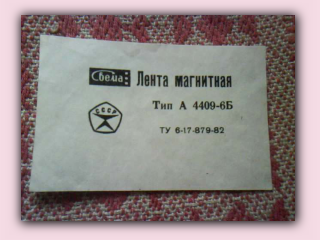 Свема Лента магнитная
Тип А 4409-6Б
СССР
ТУ 6-17-879-82